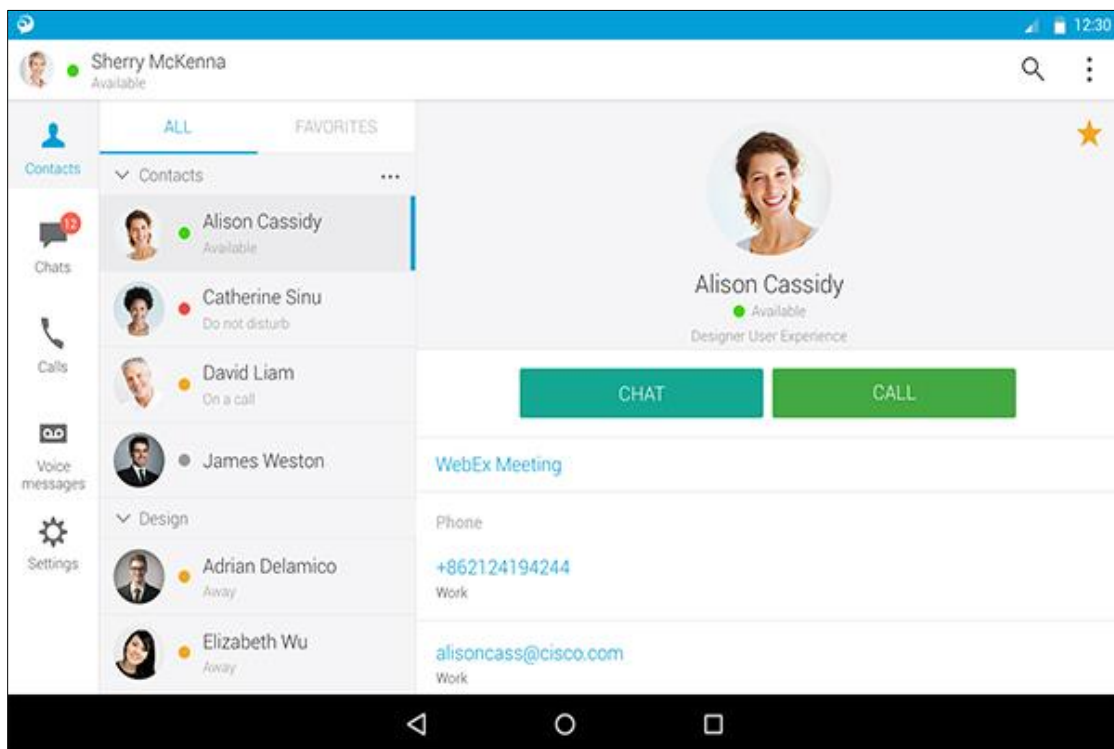 12:30
Sherry McKenna
Available
Contacts
12
Chats
Calls
Voice
messages
Settings
ALL FAVORITES
Contacts
Alison Cassidy
Available
Catherine Sinu
Do not disturb
David Liam
On a call
James Weston
Design
Adrian Delamico
Away
Elizabeth Wu
Away
Alison Cassidy
Available
Designer User Experience
CHAT CALL
WebEx Meeting
Phone
+862124194244
Work
alisoncass@cisco.com
Work